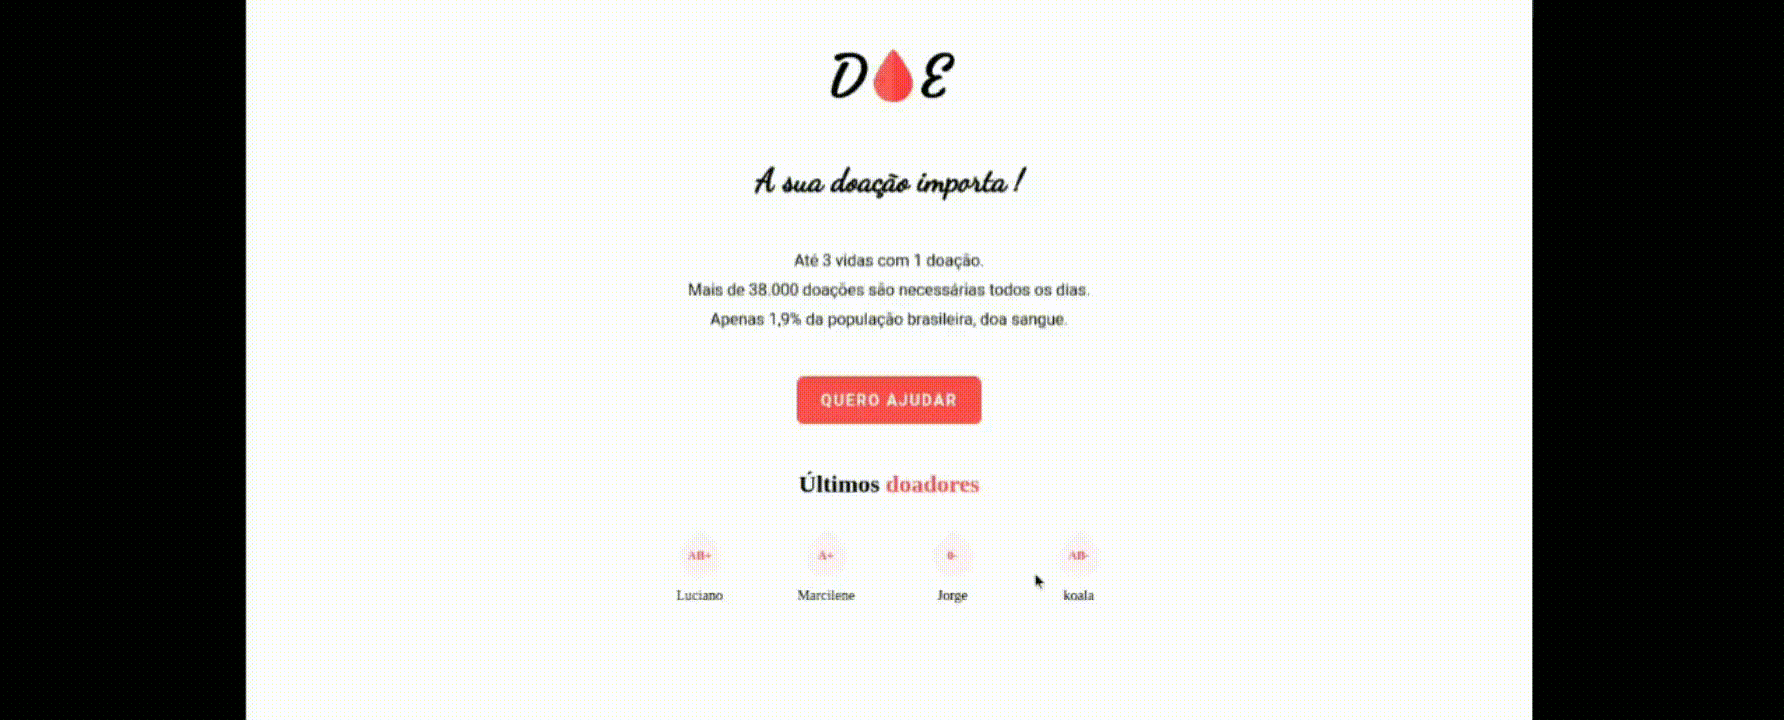 D E
A sua doação importa !
Até 3 vidas com 1 doação.
Mais de 38.000 doações são necessárias todos os dias.
Apenas 1,9% da população brasileira, doa sangue.
QUERO AJUDAR
Últimos doadores
AB+ A+ 0- AB-
Luciano Marcilene Jorge koala